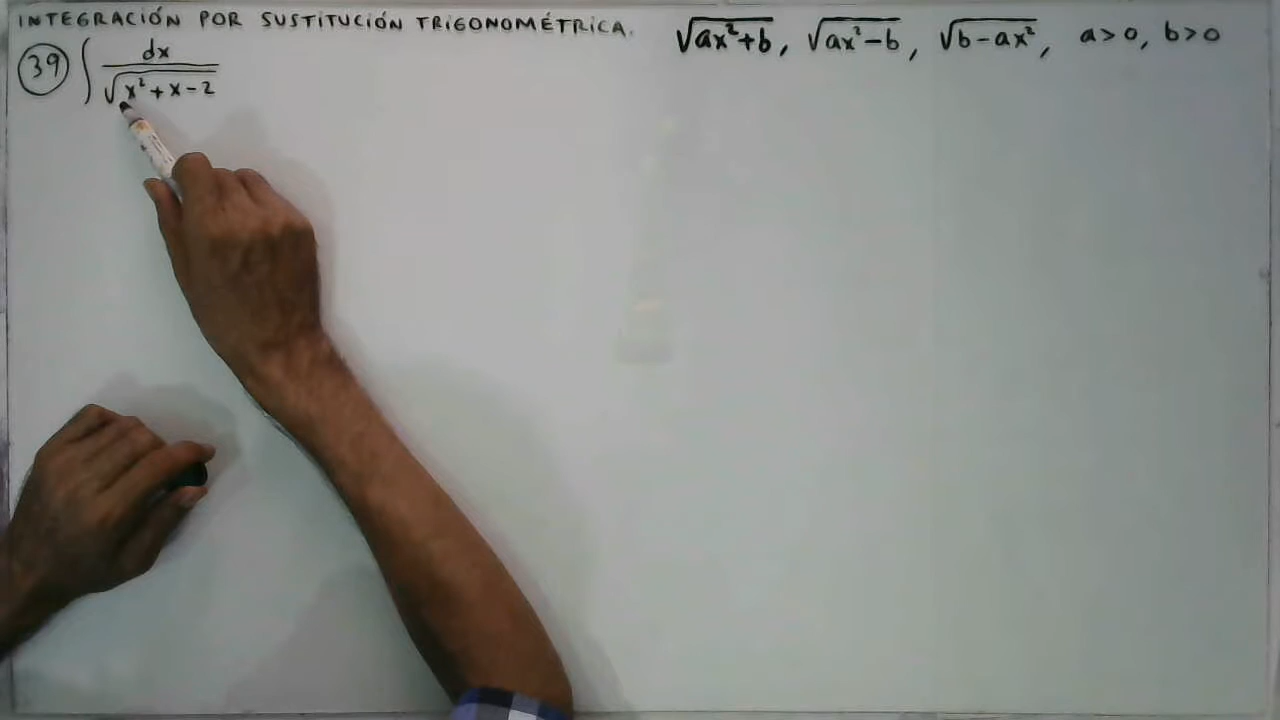 INTEGRACIÓN POR SUSTITUCIÓN TRIGONOMÉTRICA. √(ax²+b), √(ax²-b), √(b-ax²), a>0, b>0
39 ∫ dx / √(x²+x-2)